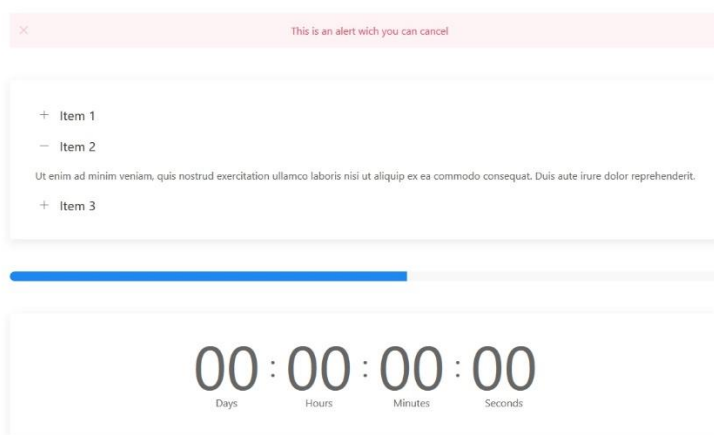 This is an alert wich you can cancel
Item 1
Item 2
Ut enim ad minim veniam, quis nostrud exercitation ullamco laboris nisi ut aliquip ex ea commodo consequat. Duis aute irure dolor reprehenderit.
Item 3
00 : 00 : 00 : 00
Days Hours Minutes Seconds